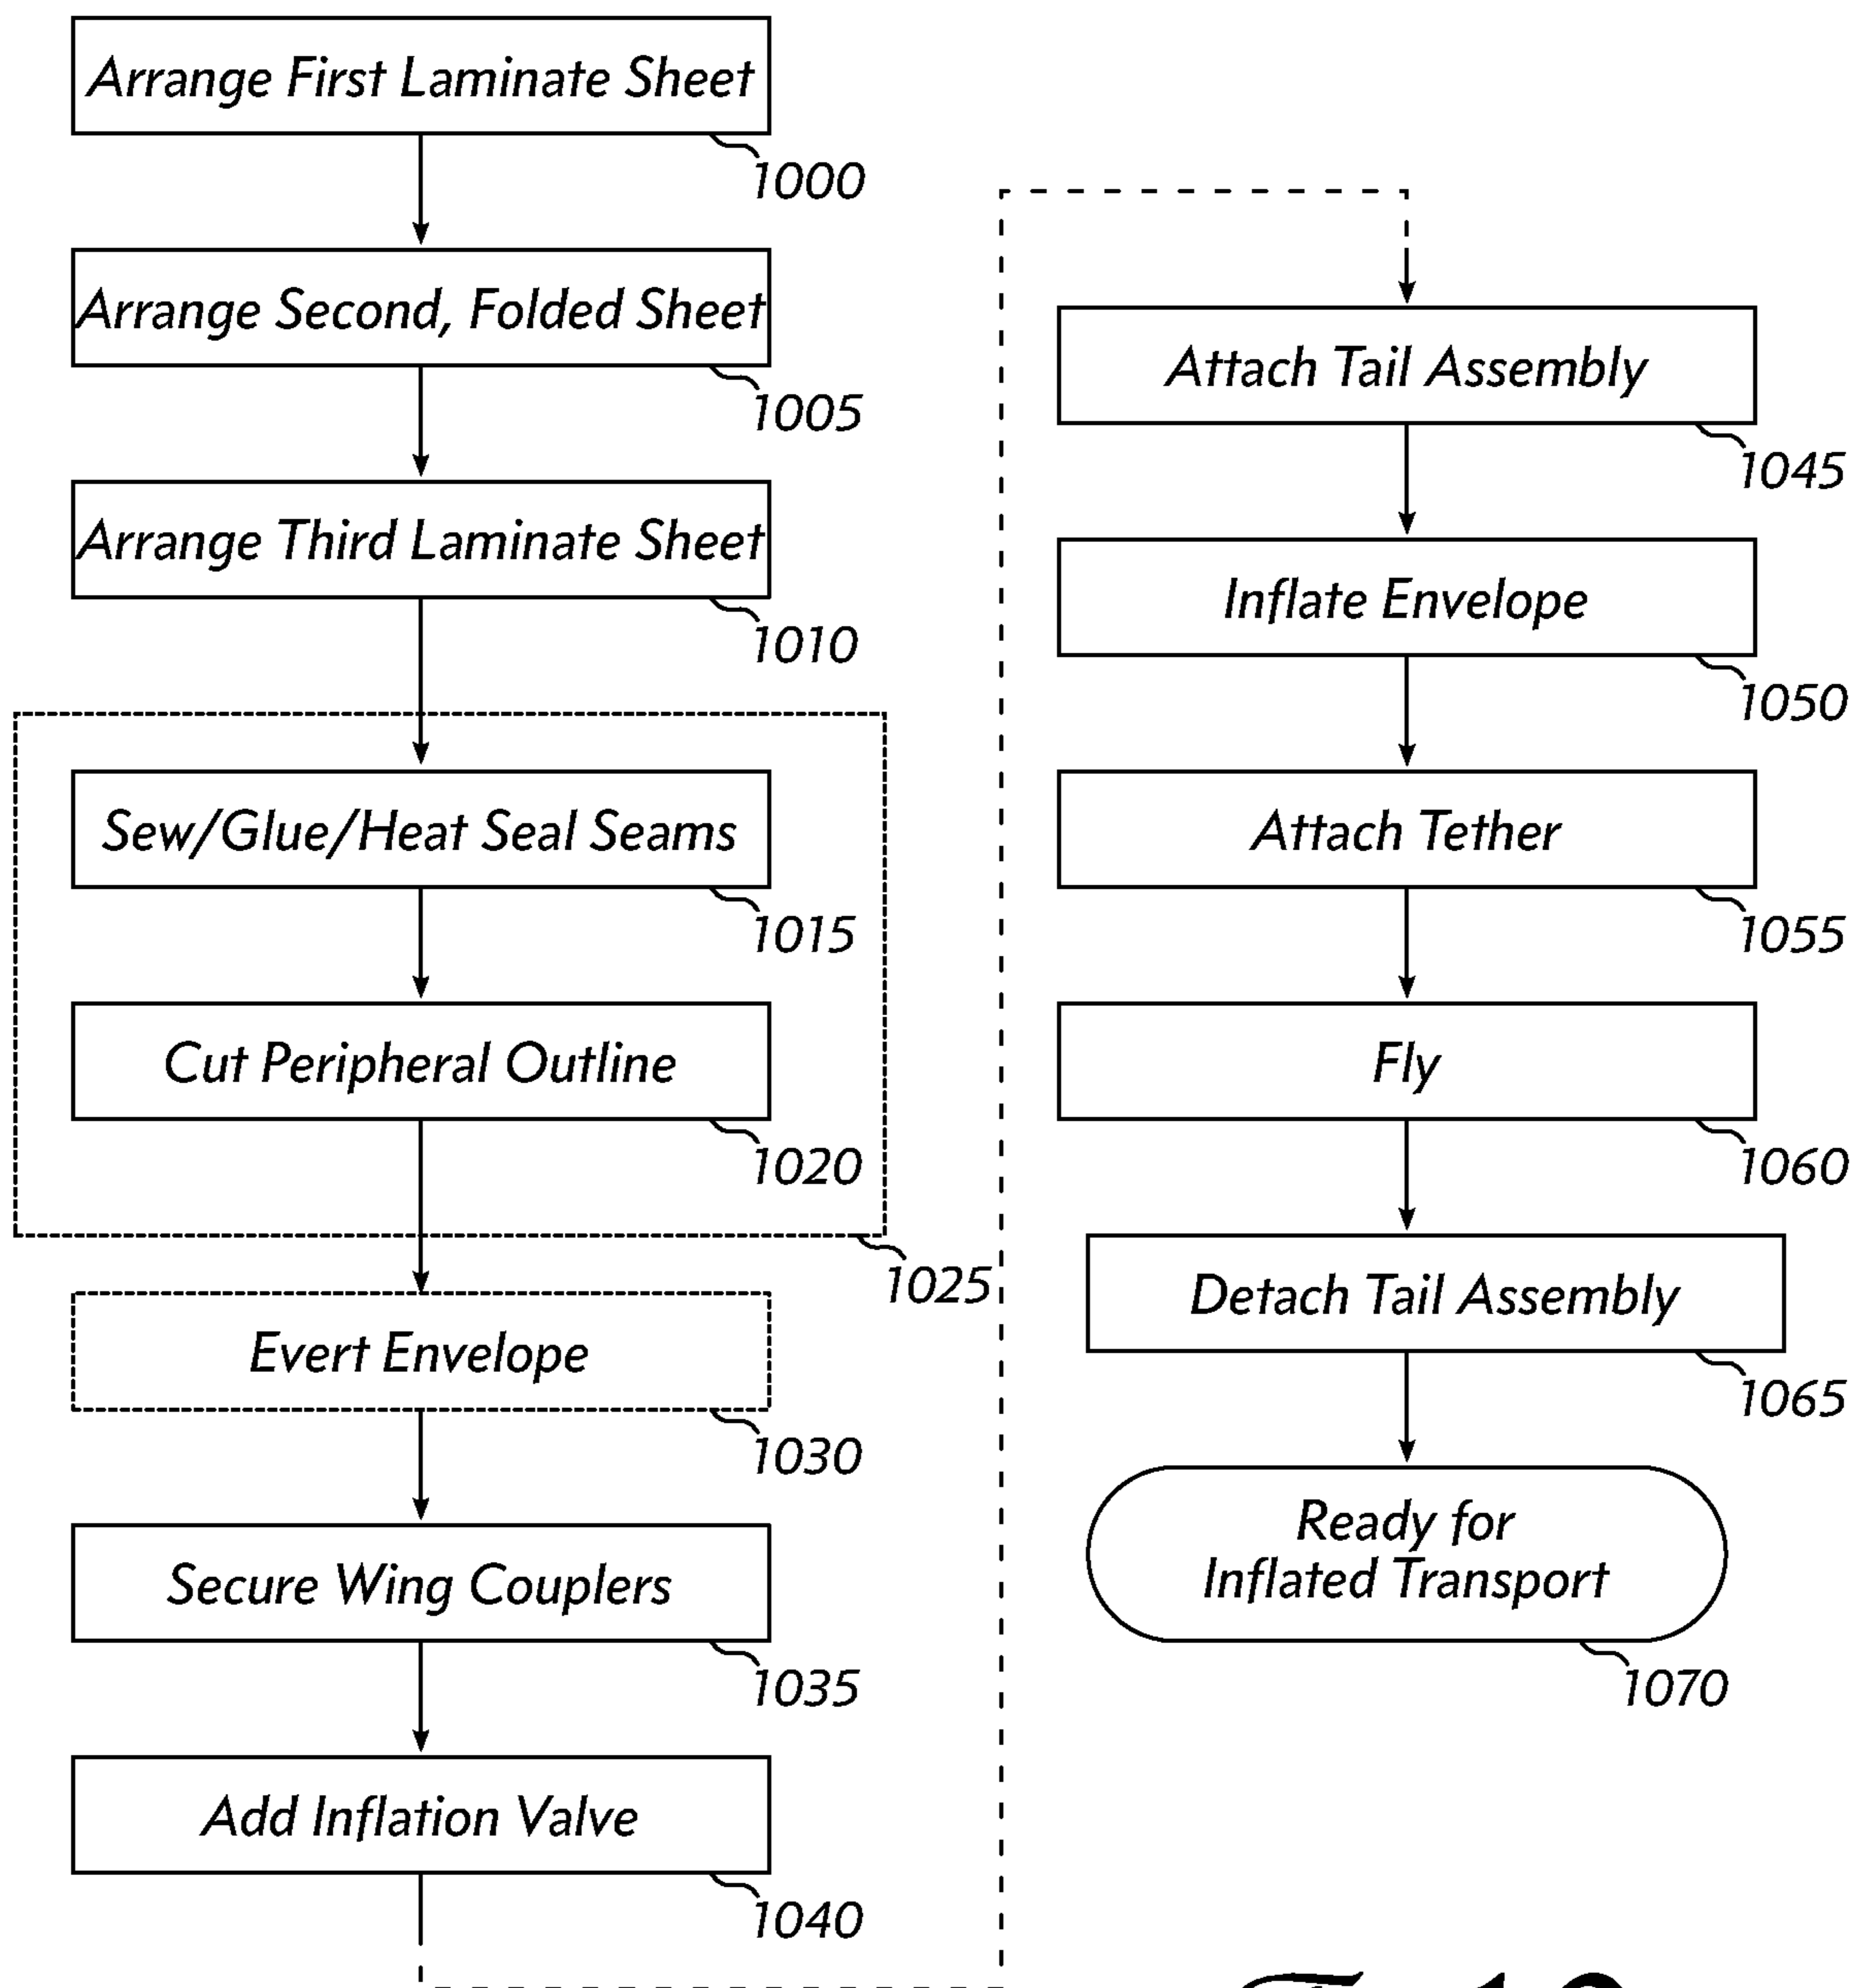 Arrange First Laminate Sheet
1000
Arrange Second, Folded Sheet
1005
Arrange Third Laminate Sheet
1010
Sew/Glue/Heat Seal Seams
1015
Cut Peripheral Outline
1020
1025
Evert Envelope
1030
Secure Wing Couplers
1035
Add Inflation Valve
1040
Attach Tail Assembly
1045
Inflate Envelope
1050
Attach Tether
1055
Fly
1060
Detach Tail Assembly
1065
Ready for
Inflated Transport
1070